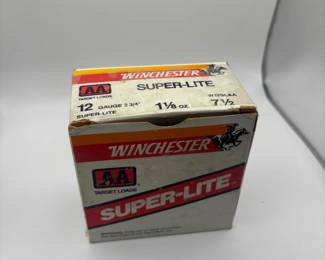 WINCHESTER
SUPER-LITE
AA
TARGET LOADS
12 GAUGE 2 3/4" 1 1/8 OZ 7 1/2
SUPER-LITE
WINCHESTER
AA
TARGET LOADS
SUPER-LITE